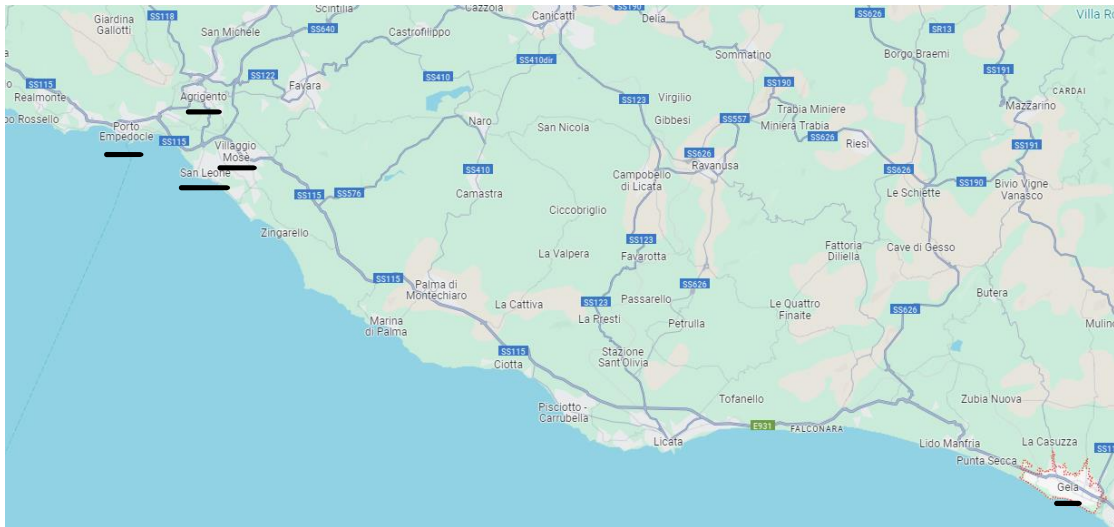 SS118
Scintilia
Cazzola
SS190
Delia
SS626
Villa R
Giardina
Gallotti
San Michele
SS640
Castrofilippo
Canicattì
SR13
SS115
SS122
Favara
SS410
SS410dir
Sommatino
Borgo Braemi
SS191
Realmonte
Agrigento
SS123
Virgilio
SS190
CARDAI
po Rossello
Porto
Empedocle
Naro
San Nicola
Gibbesi
SS557
Trabia Miniere
Miniera Trabia
Mazzarino
SS115
Villaggio
Mosè
SS626
SS626
Riesi
SS191
San Leone
SS410
Campobello
di Licata
Ravanusa
SS626
SS115
SS576
Camastra
Le Schiette
SS190
Bivio Vigne
Vanasco
Ciccobriglio
Zingarello
SS123
Fattoria
Diliella
Cave di Gesso
La Valpera
Favarotta
SS115
Palma di
Montechiaro
SS626
Butera
La Cattiva
SS123
Passarello
Le Quattro
Finaite
SS626
Marina
di Palma
La Presti
Petrulla
Mulino
SS115
Stazione
Sant'Olivia
Ciotta
Pisciotto -
Carrubella
Tofanello
Zubia Nuova
E931
FALCONARA
Licata
Lido Manfria
La Casuzza
SS11
Punta Secca
Gela